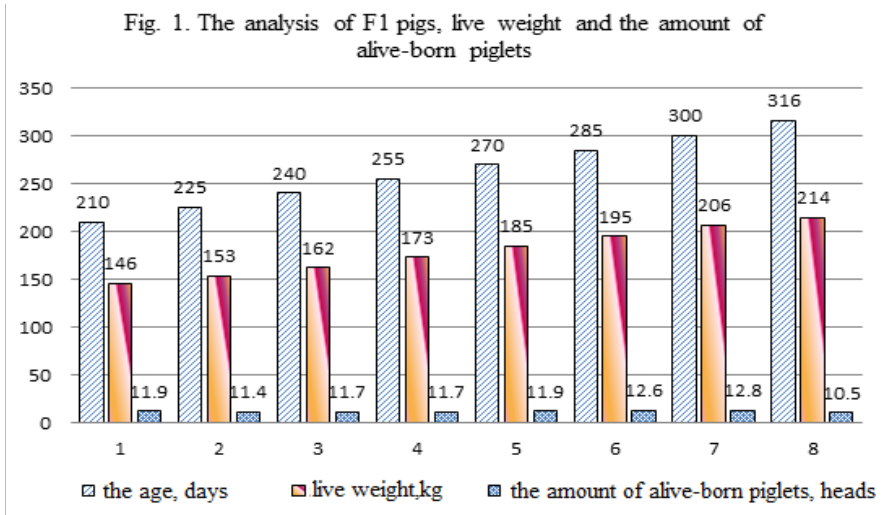 Fig. 1. The analysis of F1 pigs, live weight and the amount of
alive-born piglets
350
300
250
200
150
100
50
0
210 146 11.9
225 153 11.4
240 162 11.7
255 173 11.7
270 185 11.9
285 195 12.6
300 206 12.8
316 214 10.5
1 2 3 4 5 6 7 8
the age, days live weight,kg the amount of alive-born piglets, heads